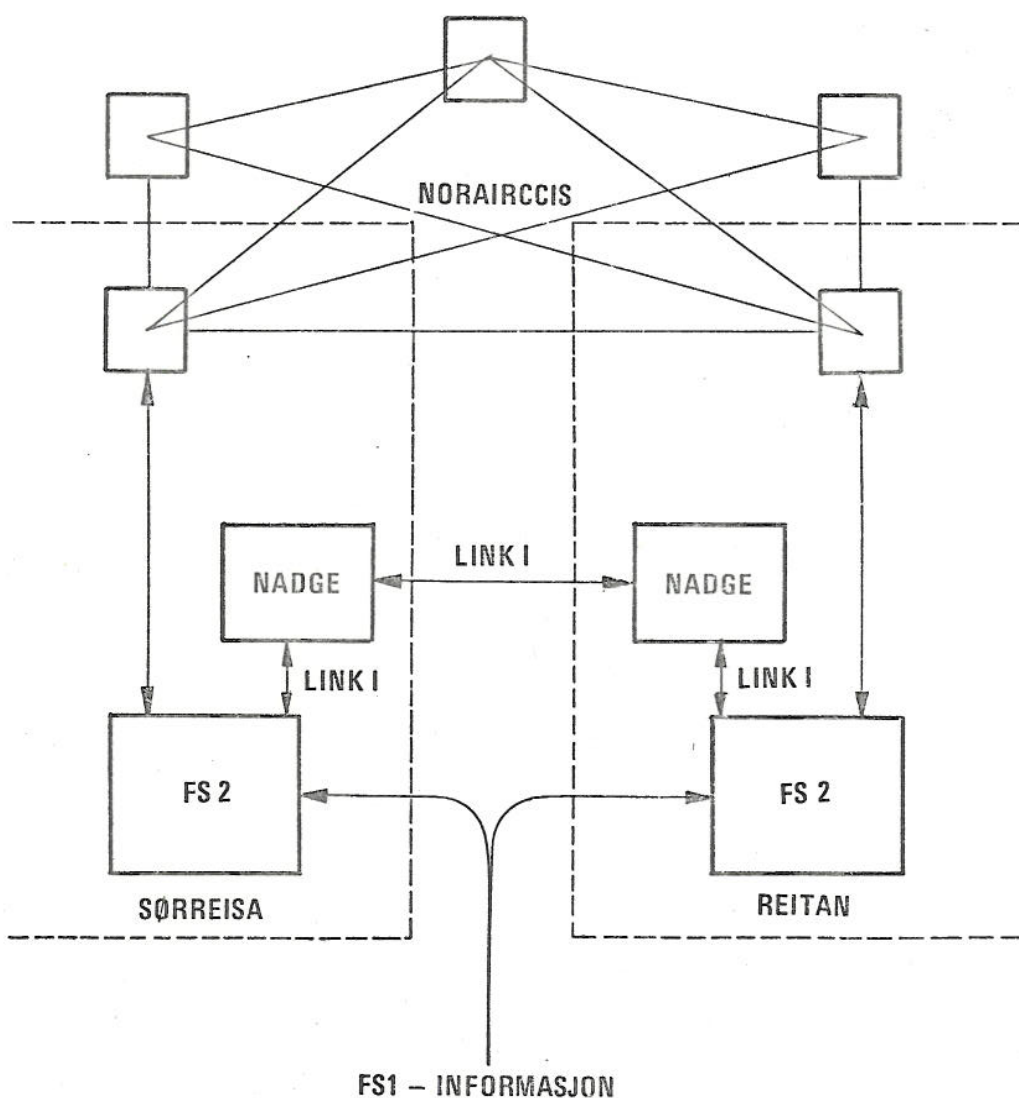 NORAIRCCIS
LINK I
NADGE
NADGE
LINK I
LINK I
FS 2
FS 2
SØRREISA
REITAN
FS1 – INFORMASJON